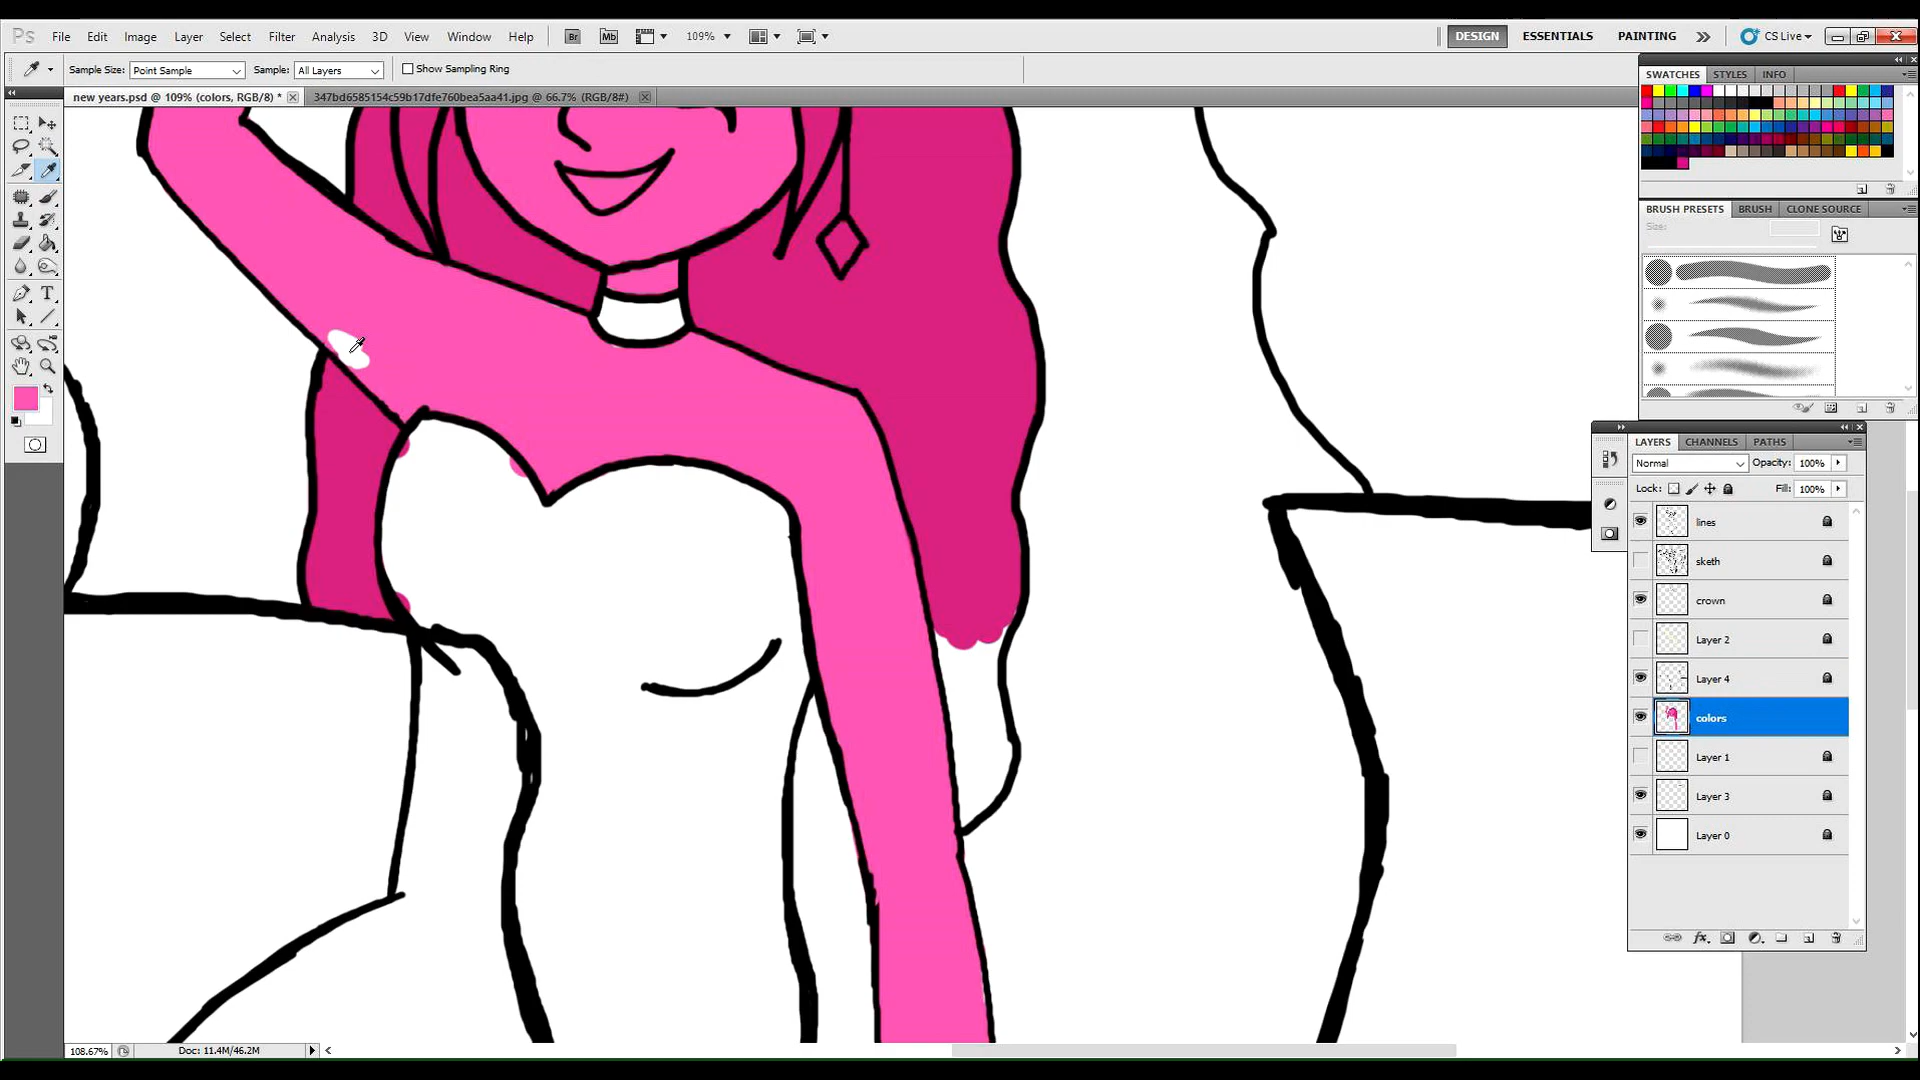 Ps File Edit Image Layer Select Filter Analysis 3D View Window Help Br Mb 109% DESIGN ESSENTIALS PAINTING CS Live
Sample Size: Point Sample Sample: All Layers Show Sampling Ring
new years.psd @ 109% (colors, RGB/8) * 347bd6585154c59b17dfe760bea5aa41.jpg @ 66.7% (RGB/8#)
SWATCHES STYLES INFO
BRUSH PRESETS BRUSH CLONE SOURCE
Size:
T
LAYERS CHANNELS PATHS
Normal Opacity: 100%
Lock: Fill: 100%
lines
sketh
crown
Layer 2
Layer 4
colors
Layer 1
Layer 3
Layer 0
fx
108.67% Doc: 11.4M/46.2M